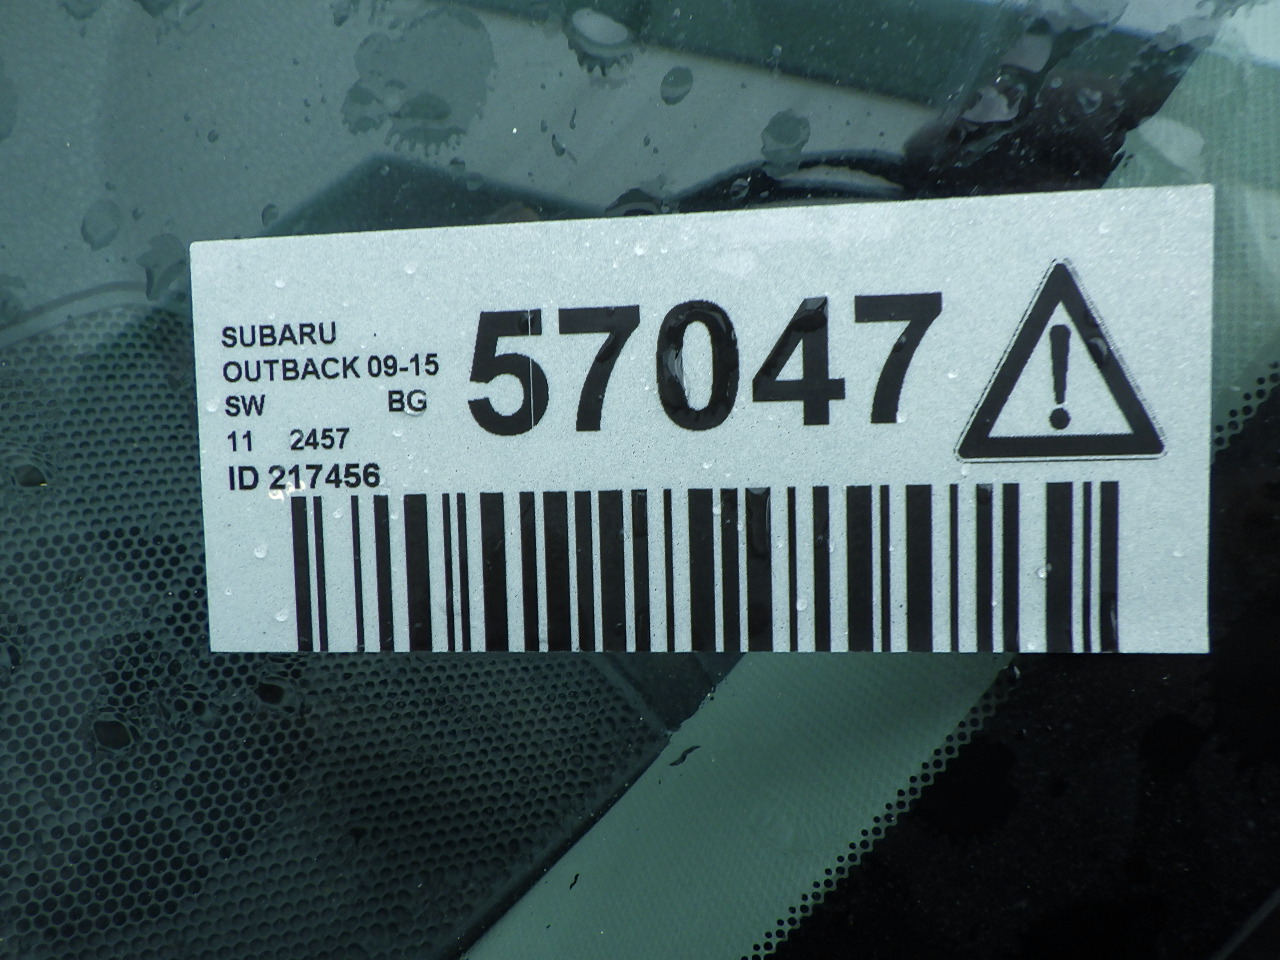 SUBARU
OUTBACK 09-15
SW BG
11 2457
ID 217456
57047
!